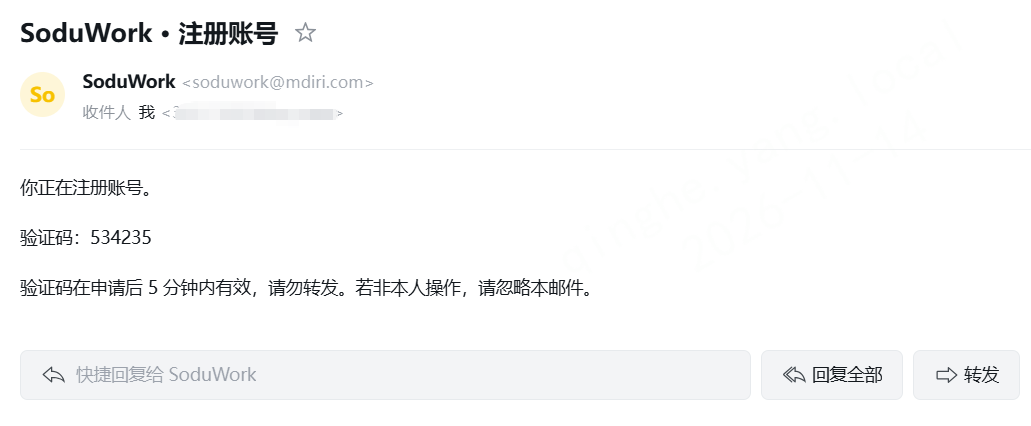 SoduWork • 注册账号
So
SoduWork <soduwork@mdiri.com>
收件人 我
你正在注册账号。
验证码：534235
验证码在申请后 5 分钟内有效，请勿转发。若非本人操作，请忽略本邮件。
快捷回复给 SoduWork
回复全部
转发